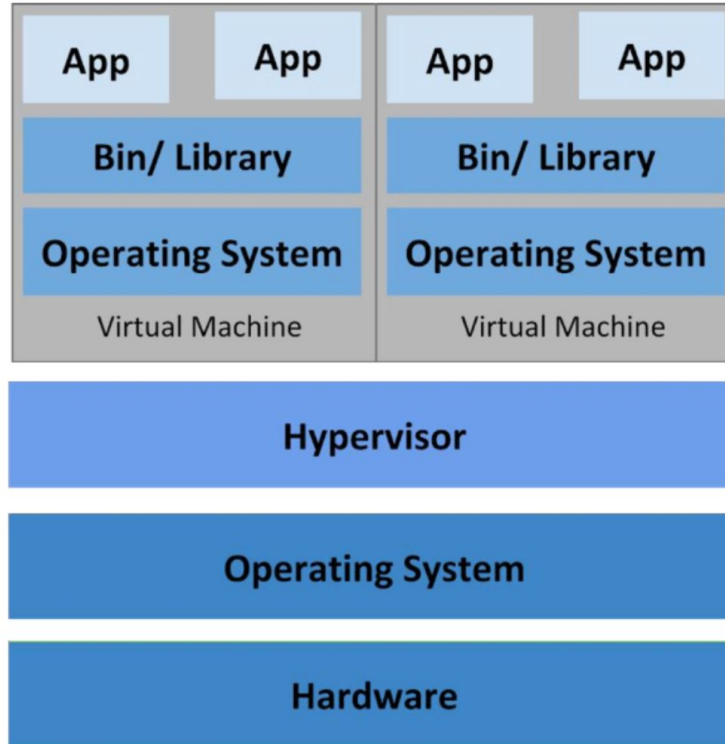 App App App App
Bin/ Library Bin/ Library
Operating System Operating System
Virtual Machine Virtual Machine
Hypervisor
Operating System
Hardware